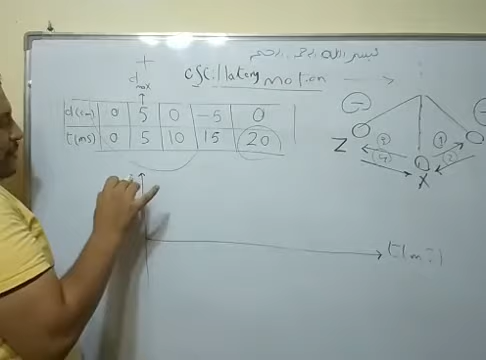 بسم الله الرحمن الرحيم
oscillatory motion
+
d max
d(cm) 0 5 0 -5 0
t(ms) 0 5 10 15 20
- -
Z X
t(ms)